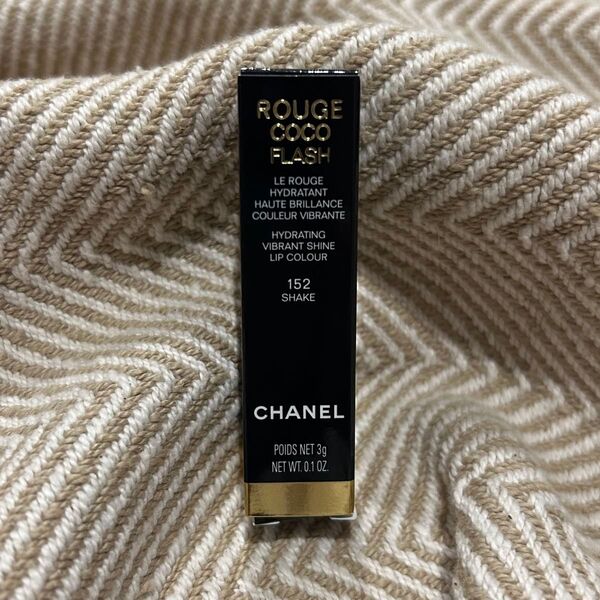 ROUGE
COCO
FLASH
LE ROUGE
HYDRATANT
HAUTE BRILLANCE
COULEUR VIBRANTE
HYDRATING
VIBRANT SHINE
LIP COLOUR
152
SHAKE
CHANEL
POIDS NET 3g
NET WT. 0.1 OZ.